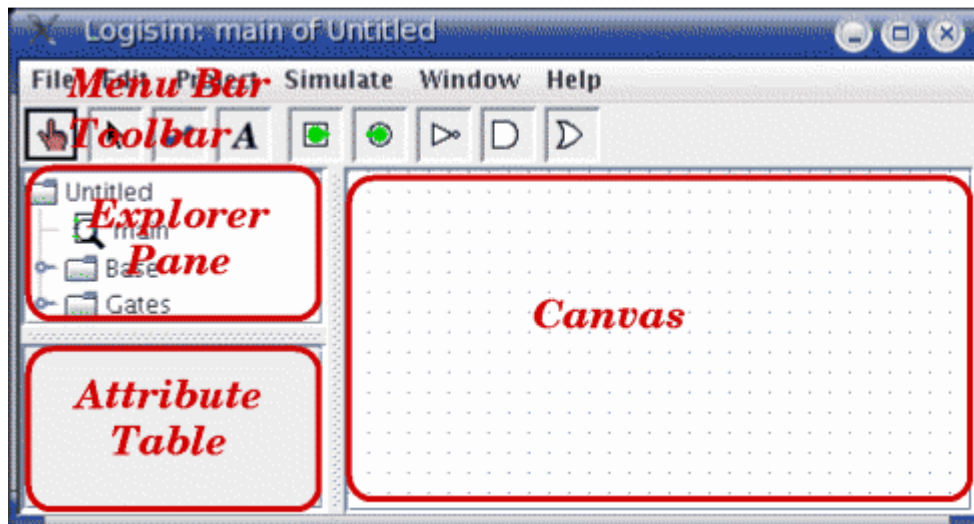 Logisim: main of Untitled
File Edit Project Simulate Window Help
Menu Bar
Toolbar A
Untitled
main
Explorer
Pane
Base
Gates
Canvas
Attribute
Table